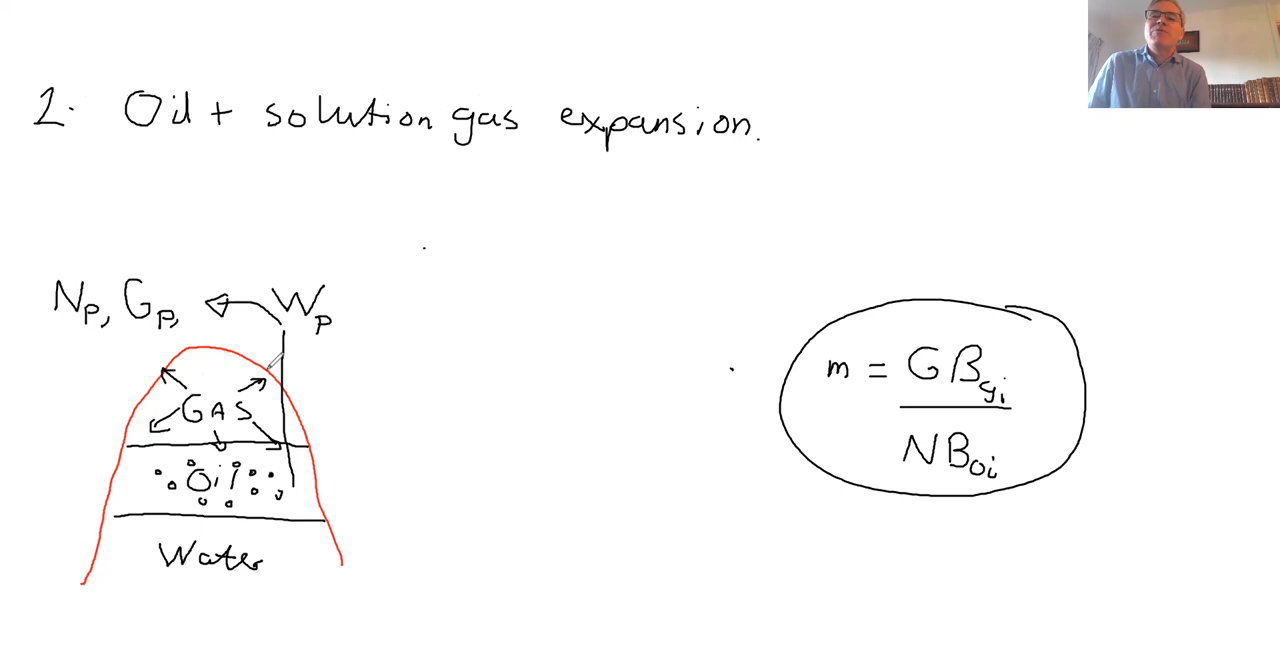 2. Oil + solution gas expansion.
Np, Gp, Wp
GAS
Oil
Water
m = GBgi
NBoi